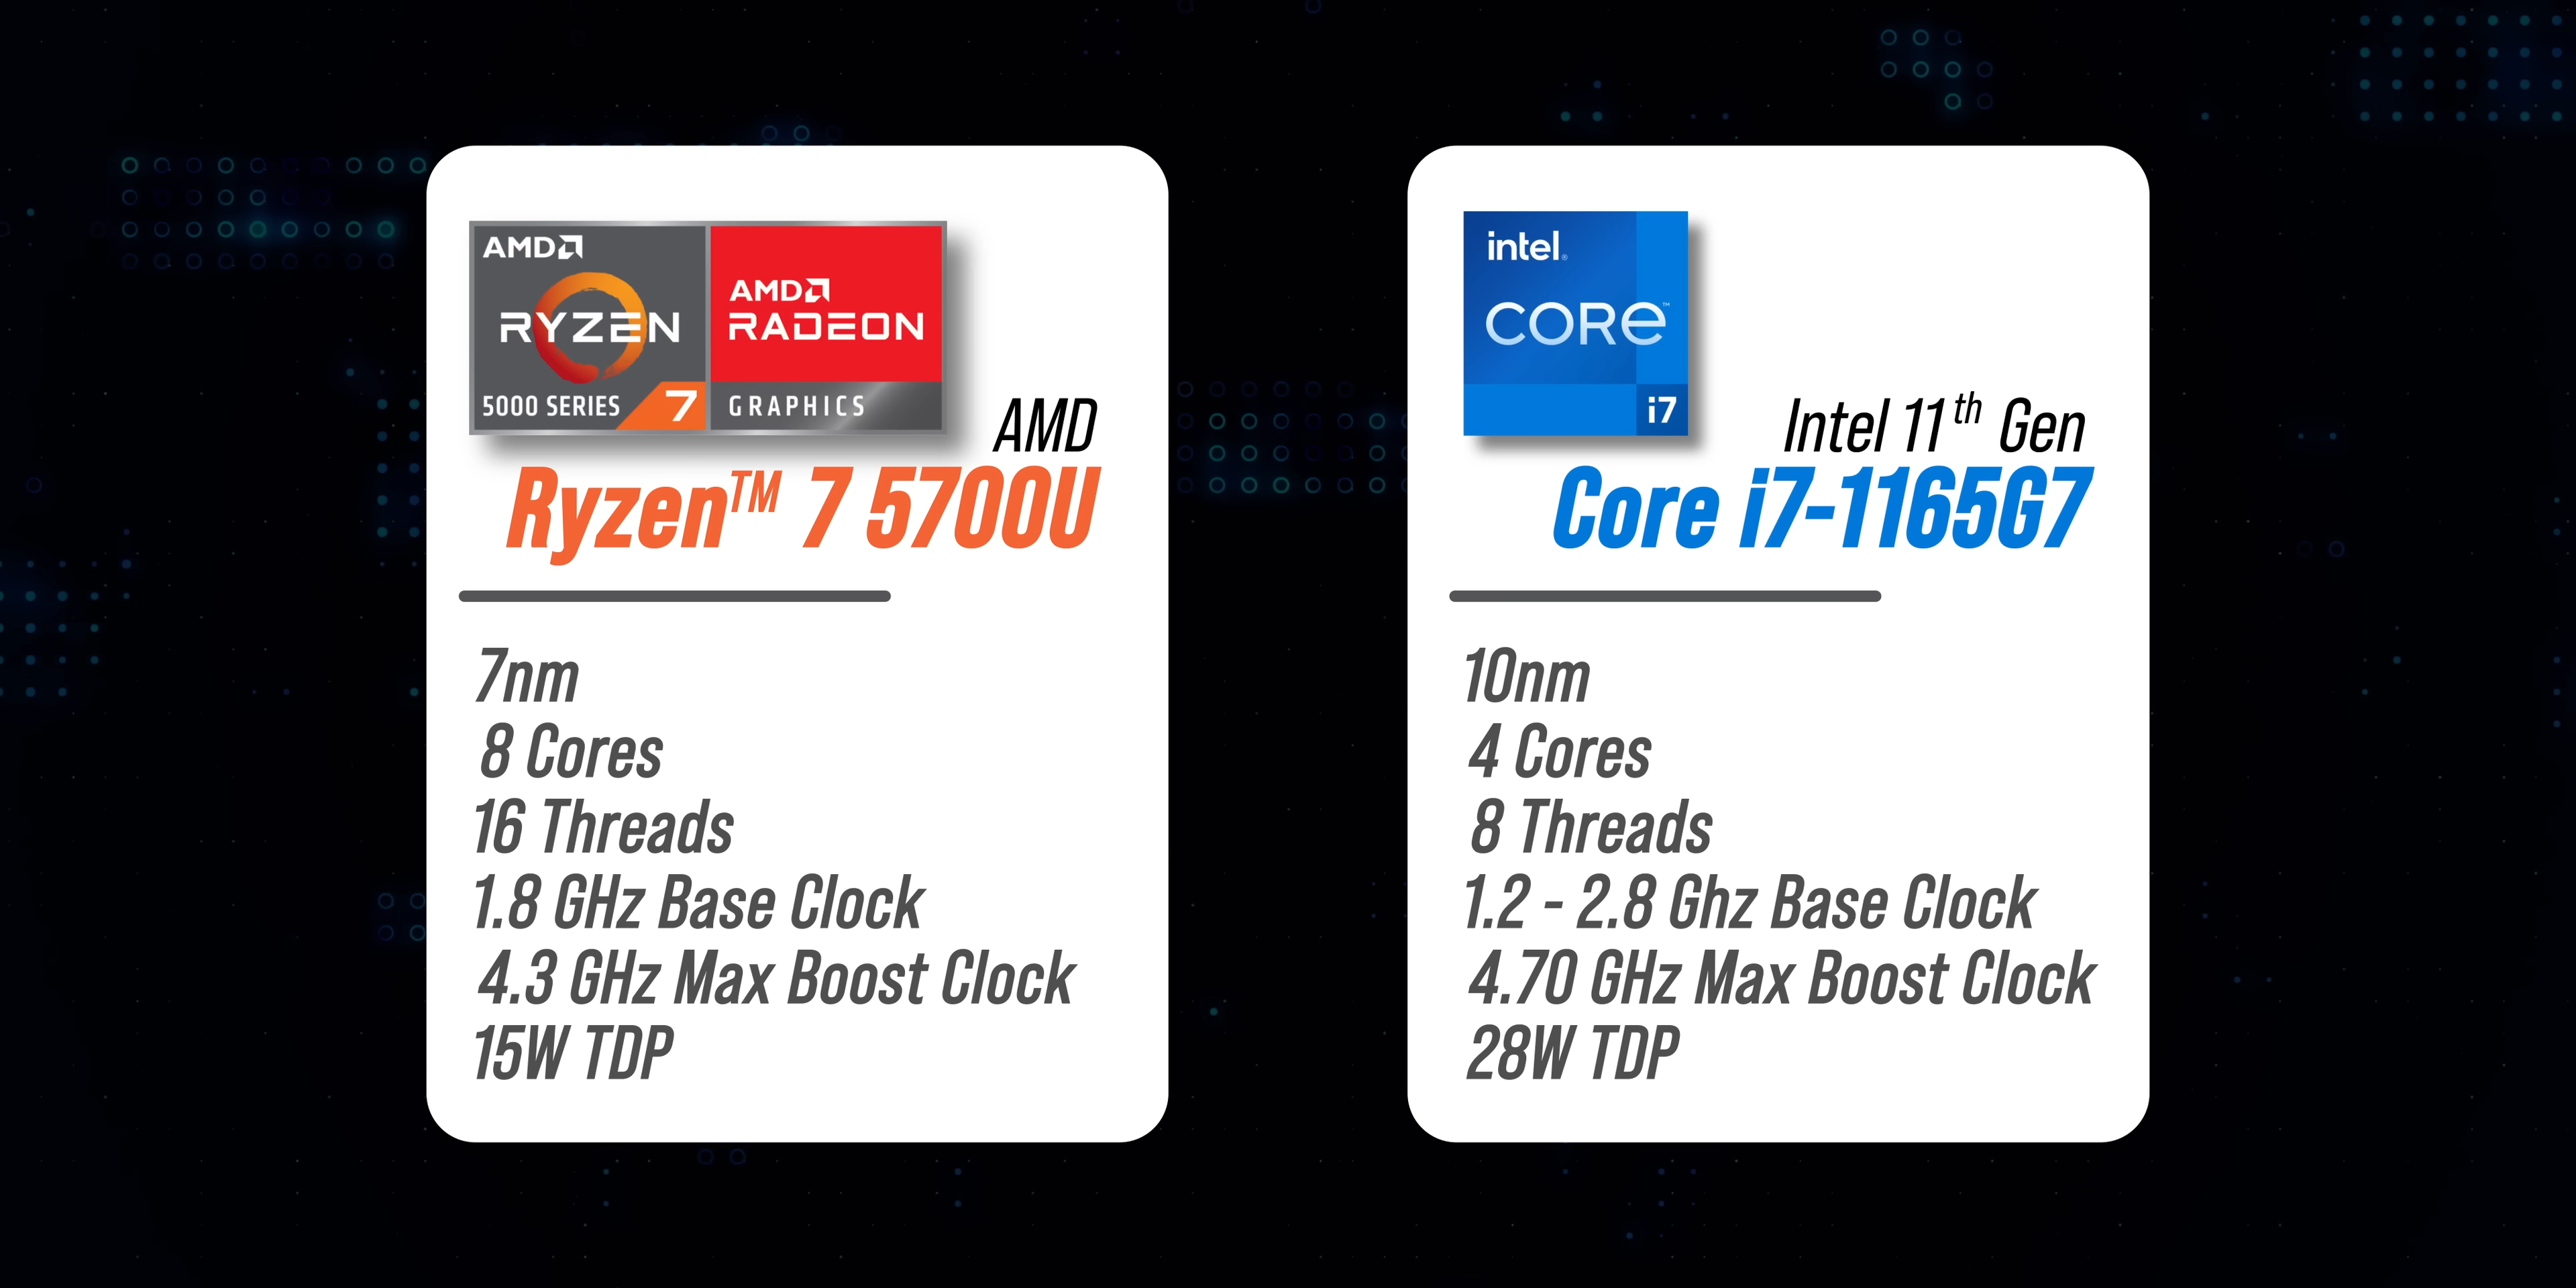 AMD
RYZEN
5000 SERIES 7
AMD
RADEON
GRAPHICS
AMD
Ryzen™ 7 5700U
7nm
8 Cores
16 Threads
1.8 GHz Base Clock
4.3 GHz Max Boost Clock
15W TDP
intel®
CORE™
i7
Intel 11th Gen
Core i7-1165G7
10nm
4 Cores
8 Threads
1.2 - 2.8 Ghz Base Clock
4.70 GHz Max Boost Clock
28W TDP